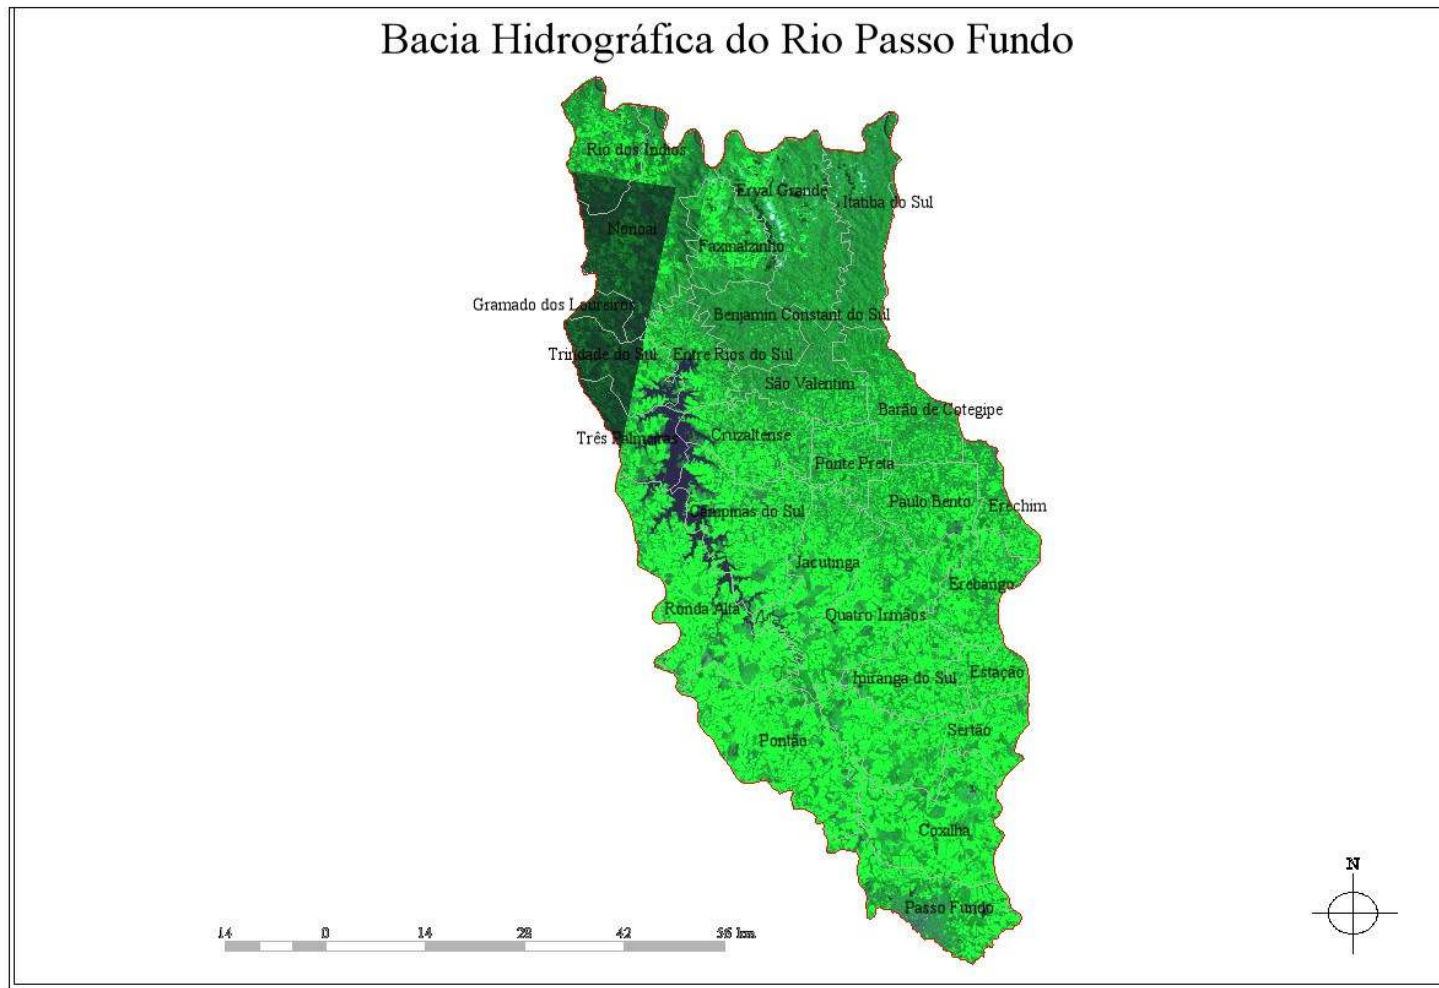 Bacia Hidrográfica do Rio Passo Fundo
Rio dos Índios
Erval Grande
Itatiba do Sul
Nonoai
Faxinalzinho
Gramado dos Loureiros
Benjamin Constant do Sul
Trindade do Sul
Entre Rios do Sul
São Valentim
Barão de Cotegipe
Três Palmeiras
Cruzaltense
Ponte Preta
Paulo Bento
Erechim
Campinas do Sul
Jacutinga
Erebango
Ronda Alta
Quatro Irmãos
Ipiranga do Sul
Estação
Sertão
Pontão
Coxilha
N
Passo Fundo
14 0 14 28 42 56 km